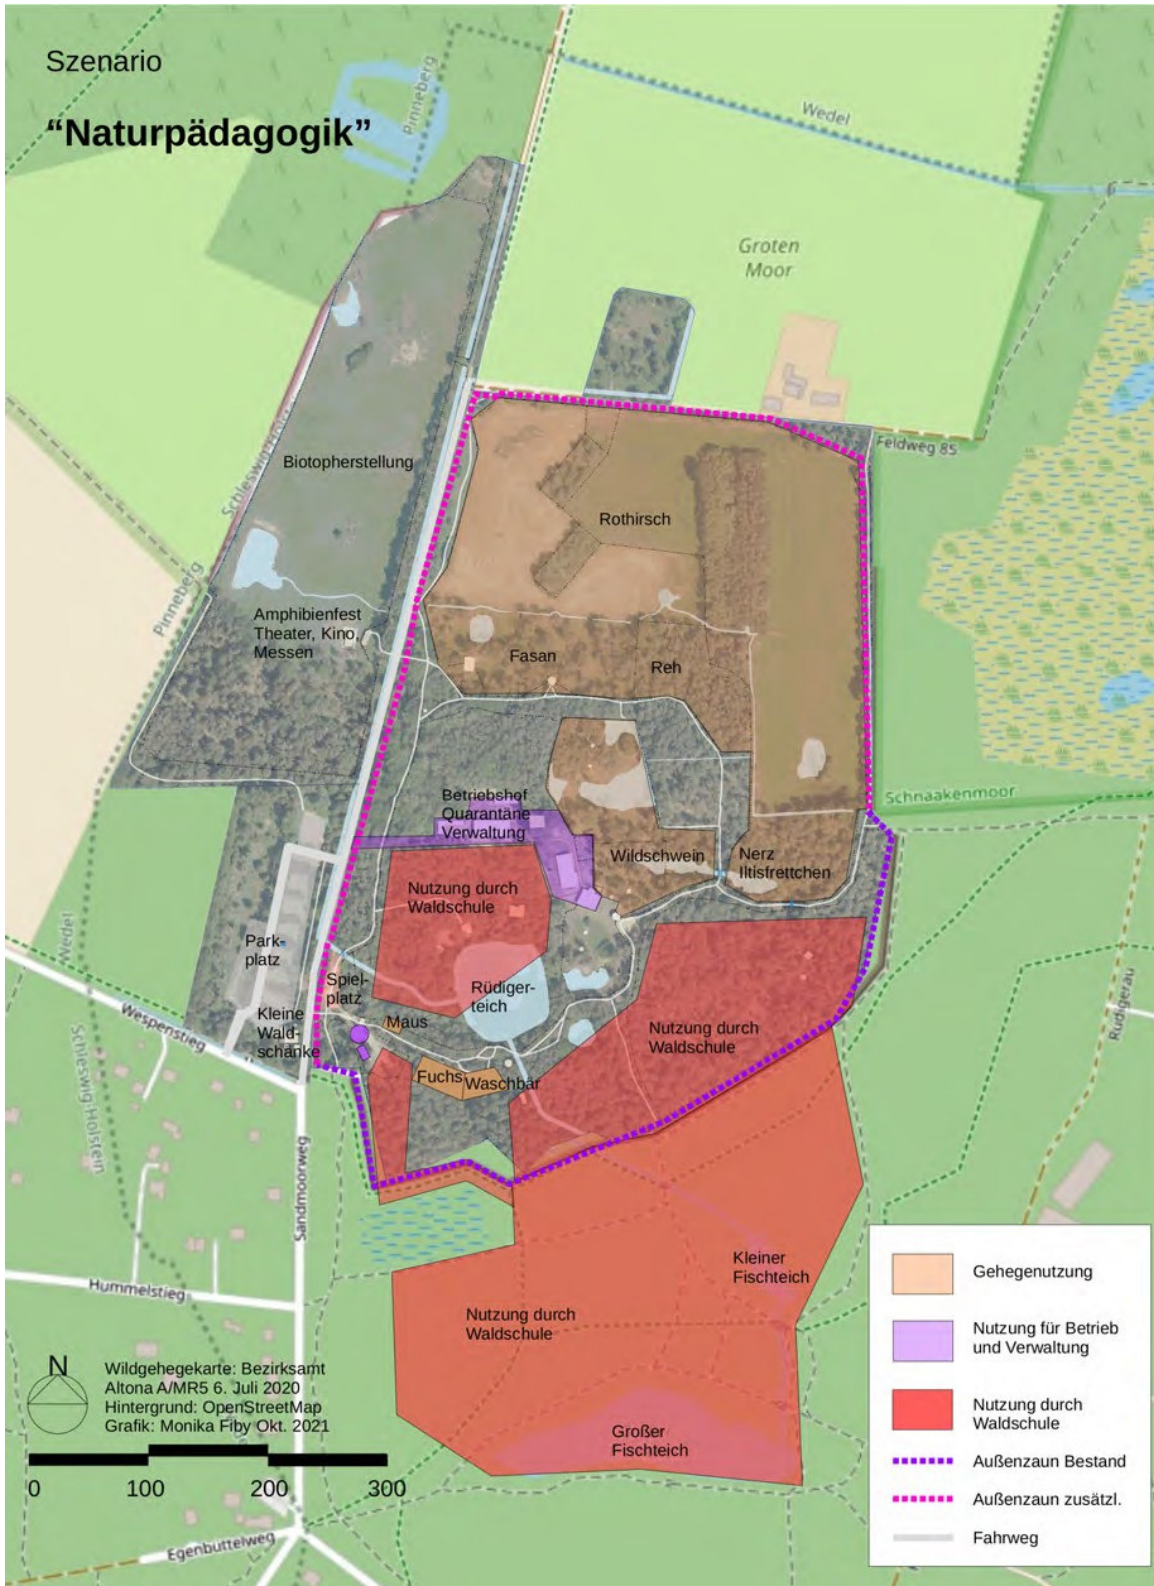 Szenario
“Naturpädagogik”
Pinneberg
Wedel
Groten
Moor
Feldweg 85
Schleswig-Holstein
Biotopherstellung
Rothirsch
Pinneberg
Amphibienfest
Theater, Kino,
Messen
Fasan
Reh
Schnaakenmoor
Betriebshof
Quarantäne
Verwaltung
Wildschwein
Nerz
Iltisfrettchen
Nutzung durch
Waldschule
Wedel
Park-
platz
Spiel-
platz
Rüdiger-
teich
Rüdigerau
Wespenstieg
Kleine
Wald-
schänke
Maus
Nutzung durch
Waldschule
Fuchs
Waschbär
Schleswig-Holstein
Sandmoorweg
Hummelstieg
Kleiner
Fischteich
Nutzung durch
Waldschule
Großer
Fischteich
N
Wildgehegekarte: Bezirksamt
Altona A/MR5 6. Juli 2020
Hintergrund: OpenStreetMap
Grafik: Monika Fiby Okt. 2021
0 100 200 300
Egenbüttelweg
Gehegenutzung
Nutzung für Betrieb
und Verwaltung
Nutzung durch
Waldschule
Außenzaun Bestand
Außenzaun zusätzl.
Fahrweg